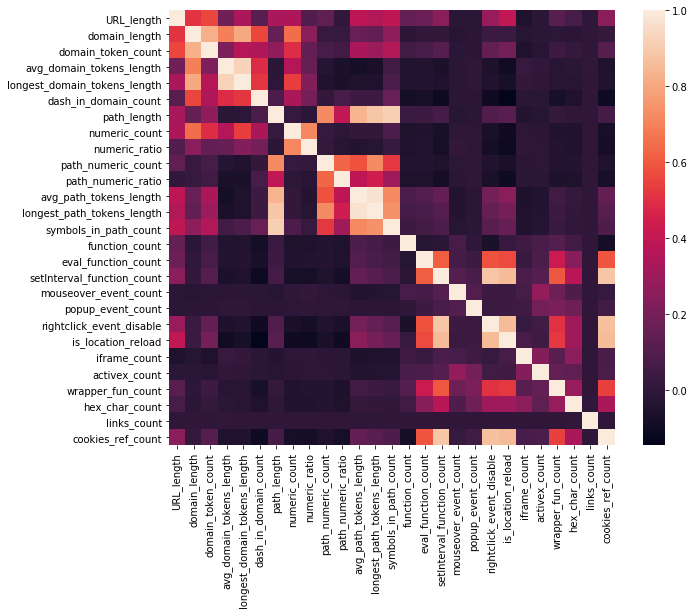 URL_length
domain_length
domain_token_count
avg_domain_tokens_length
longest_domain_tokens_length
dash_in_domain_count
path_length
numeric_count
numeric_ratio
path_numeric_count
path_numeric_ratio
avg_path_tokens_length
longest_path_tokens_length
symbols_in_path_count
function_count
eval_function_count
setInterval_function_count
mouseover_event_count
popup_event_count
rightclick_event_disable
is_location_reload
iframe_count
activex_count
wrapper_fun_count
hex_char_count
links_count
cookies_ref_count
URL_length
domain_length
domain_token_count
avg_domain_tokens_length
longest_domain_tokens_length
dash_in_domain_count
path_length
numeric_count
numeric_ratio
path_numeric_count
path_numeric_ratio
avg_path_tokens_length
longest_path_tokens_length
symbols_in_path_count
function_count
eval_function_count
setInterval_function_count
mouseover_event_count
popup_event_count
rightclick_event_disable
is_location_reload
iframe_count
activex_count
wrapper_fun_count
hex_char_count
links_count
cookies_ref_count
1.0
0.8
0.6
0.4
0.2
0.0